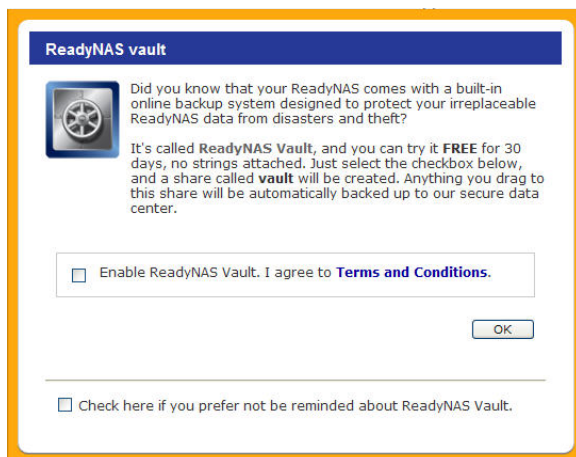 ReadyNAS vault
Did you know that your ReadyNAS comes with a built-in
online backup system designed to protect your irreplaceable
ReadyNAS data from disasters and theft?
It's called ReadyNAS Vault, and you can try it FREE for 30
days, no strings attached. Just select the checkbox below,
and a share called vault will be created. Anything you drag to
this share will be automatically backed up to our secure data
center.
Enable ReadyNAS Vault. I agree to Terms and Conditions.
OK
Check here if you prefer not be reminded about ReadyNAS Vault.